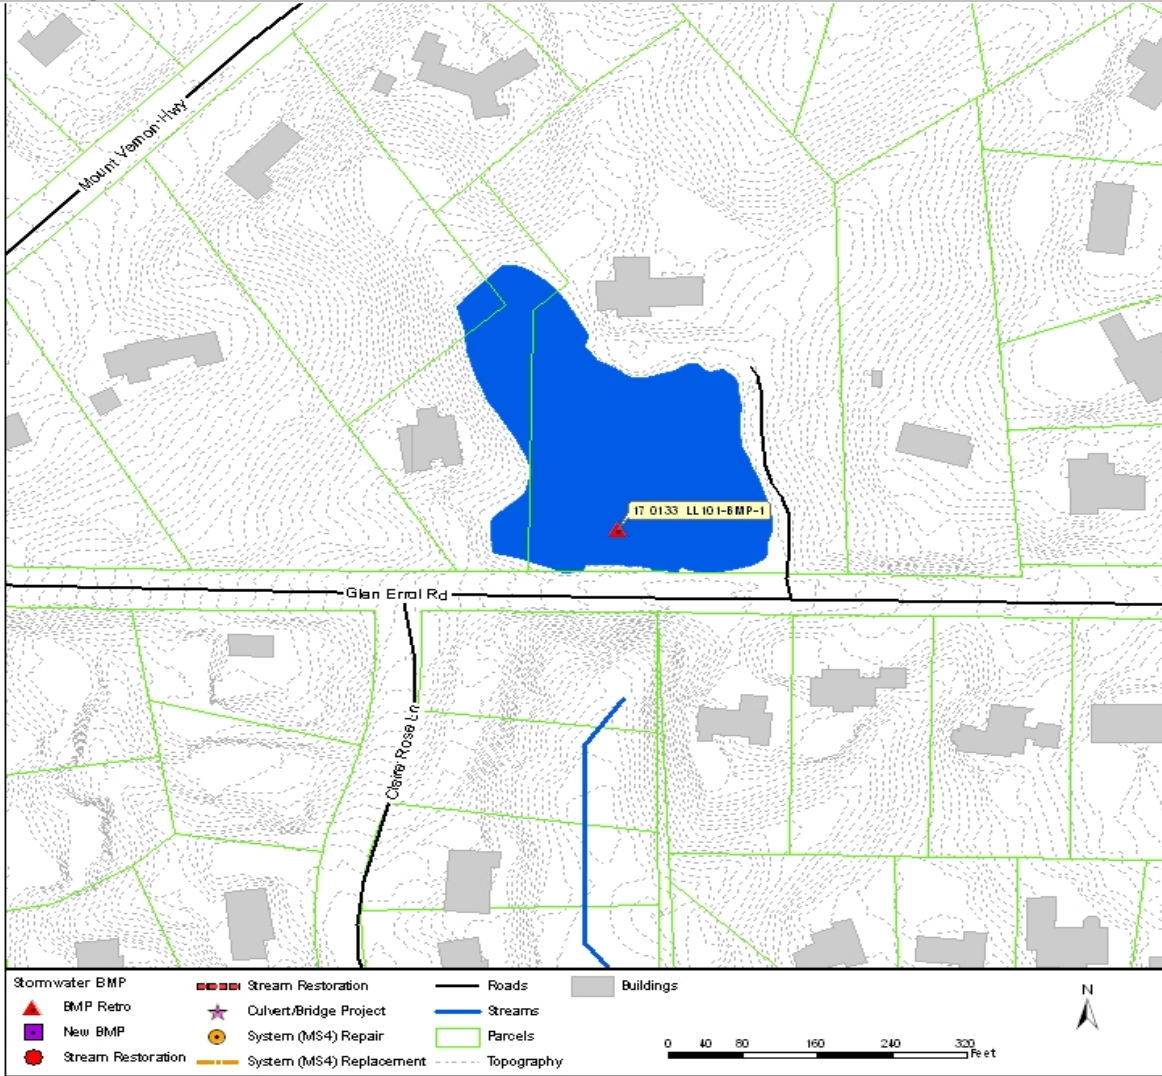 Mount Vernon Hwy
17 0133 LL101-BMP-1
Glen Errol Rd
Claire Rose Ln
Stormwater BMP
BMP Retro
New BMP
Stream Restoration
Stream Restoration
Culvert/Bridge Project
System (MS4) Repair
System (MS4) Replacement
Roads
Streams
Parcels
Topography
Buildings
N
0 40 80 160 240 320
Feet